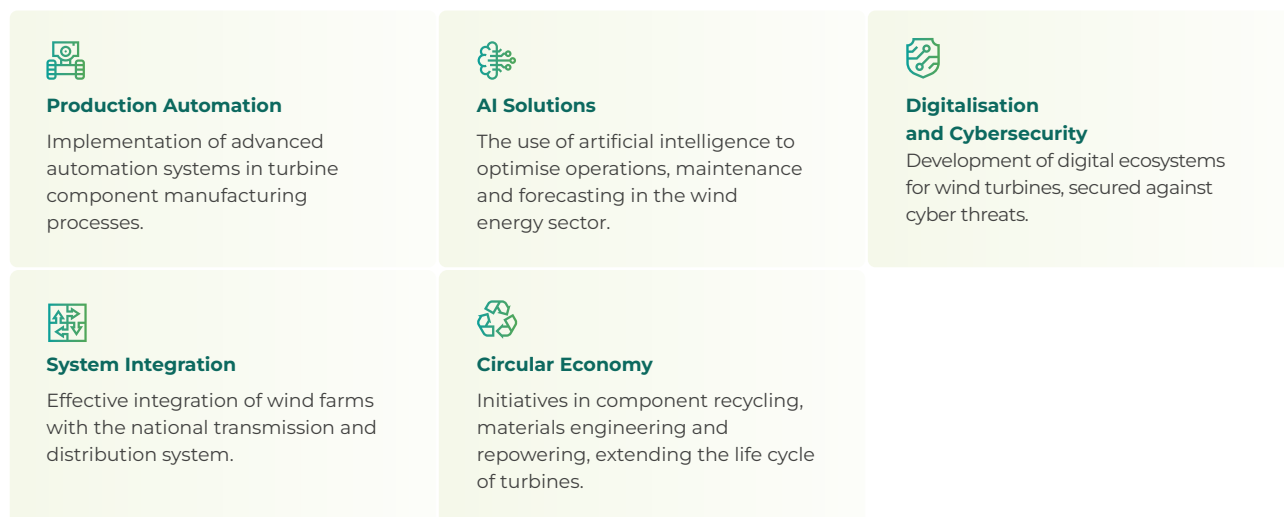 Production Automation
Implementation of advanced
automation systems in turbine
component manufacturing
processes.
AI Solutions
The use of artificial intelligence to
optimise operations, maintenance
and forecasting in the wind
energy sector.
Digitalisation
and Cybersecurity
Development of digital ecosystems
for wind turbines, secured against
cyber threats.
System Integration
Effective integration of wind farms
with the national transmission and
distribution system.
Circular Economy
Initiatives in component recycling,
materials engineering and
repowering, extending the life cycle
of turbines.